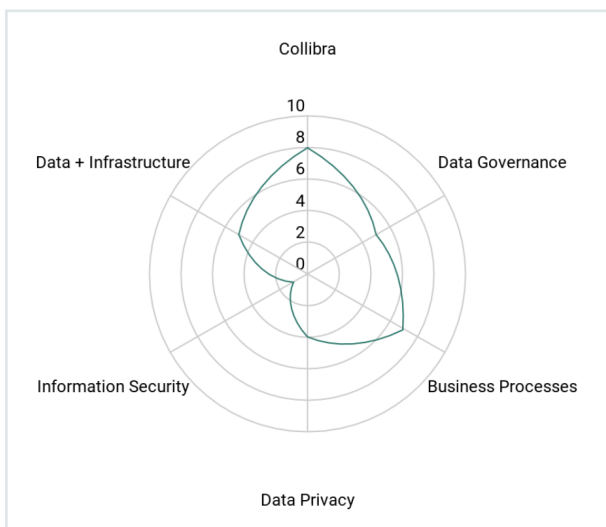 Collibra
10
8
6
4
2
0
Data + Infrastructure
Data Governance
Information Security
Business Processes
Data Privacy